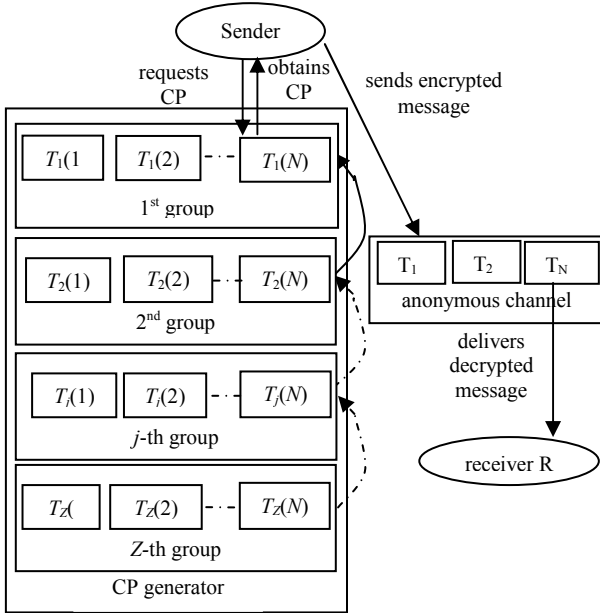 Sender
requests
CP
obtains
CP
sends encrypted
message
T1(1
T1(2)
T1(N)
1st group
T2(1)
T2(2)
T2(N)
2nd group
T1
T2
TN
anonymous channel
delivers
decrypted
message
Ti(1)
Ti(2)
Tj(N)
j-th group
receiver R
TZ(
TZ(2)
TZ(N)
Z-th group
CP generator